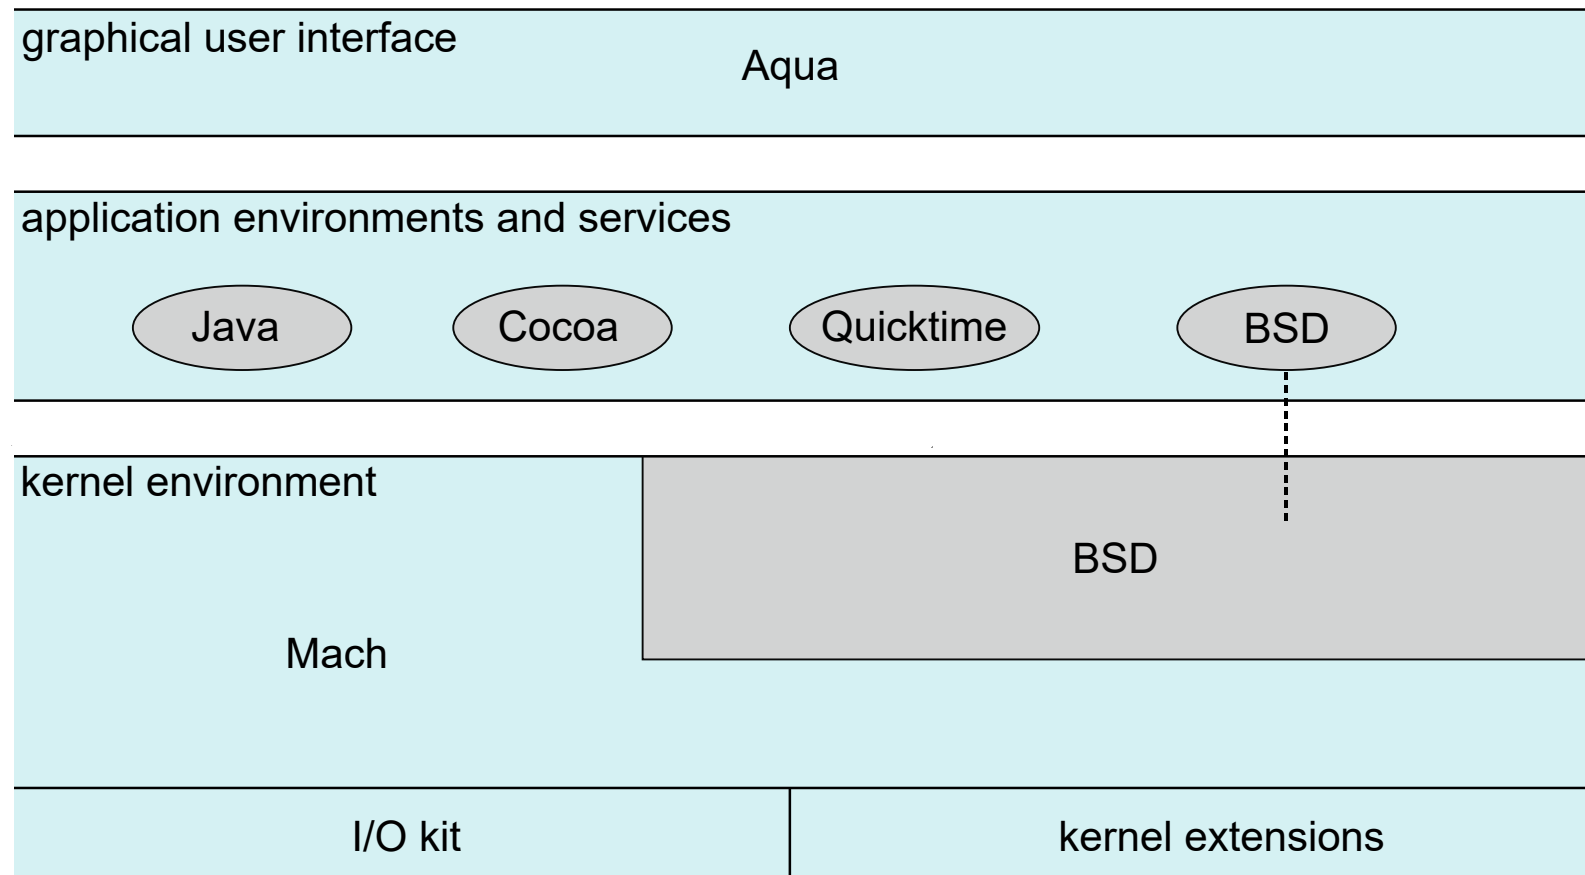 graphical user interface
Aqua
application environments and services
Java
Cocoa
Quicktime
BSD
kernel environment
BSD
Mach
I/O kit
kernel extensions